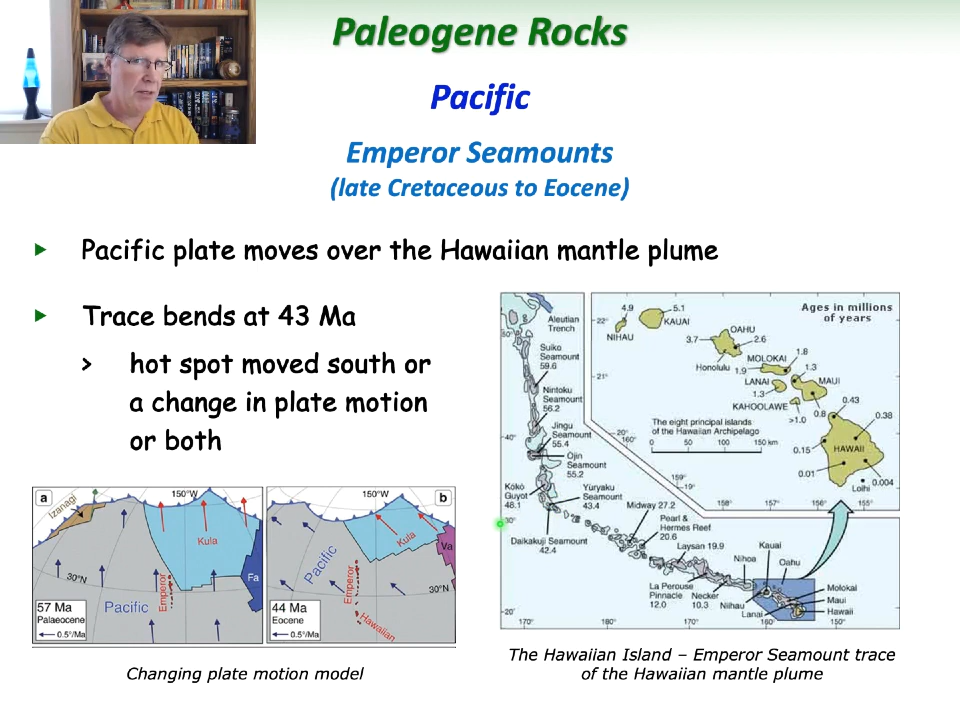 Paleogene Rocks
Pacific
Emperor Seamounts
(late Cretaceous to Eocene)
Pacific plate moves over the Hawaiian mantle plume
Trace bends at 43 Ma
> hot spot moved south or
a change in plate motion
or both
a
150°W
Izanagi
Kula
30°N
Emperor
Fa
Pacific
57 Ma
Palaeocene
0.5°/Ma
150°W
b
Kula
Va
Pacific
Emperor
30°N
Hawaiian
44 Ma
Eocene
0.5°/Ma
Changing plate motion model
Aleutian
Trench
50°
Suiko
Seamount
59.6
Nintoku
Seamount
56.2
Jingu
Seamount
55.4
40°
Ojin
Seamount
55.2
Koko
Guyot
48.1
Yuryaku
Seamount
43.4
30°
Daikakuji Seamount
42.4
Midway 27.2
Pearl &
Hermes Reef
20.6
Laysan 19.9
La Perouse
Pinnacle
12.0
Necker
10.3
Nihoa
Kauai
Oahu
Nihau
Lanai
Molokai
Maui
Hawaii
20°
170°
180°
170°
160°
150°
Ages in millions
of years
4.9
5.1
22°
KAUAI
NIHAU
OAHU
3.7
2.6
Honolulu
MOLOKAI
1.8
1.9
1.3
LANAI
MAUI
21°
1.3
KAHOOLAWE
>1.0
0.8
0.43
0.38
The eight principal islands
of the Hawaiian Archipelago
0 50 100 150 km
20°
160°
HAWAII
0.15
0.01
0.004
Loihi
159°
19°
158°
157°
156°
155°
The Hawaiian Island – Emperor Seamount trace
of the Hawaiian mantle plume